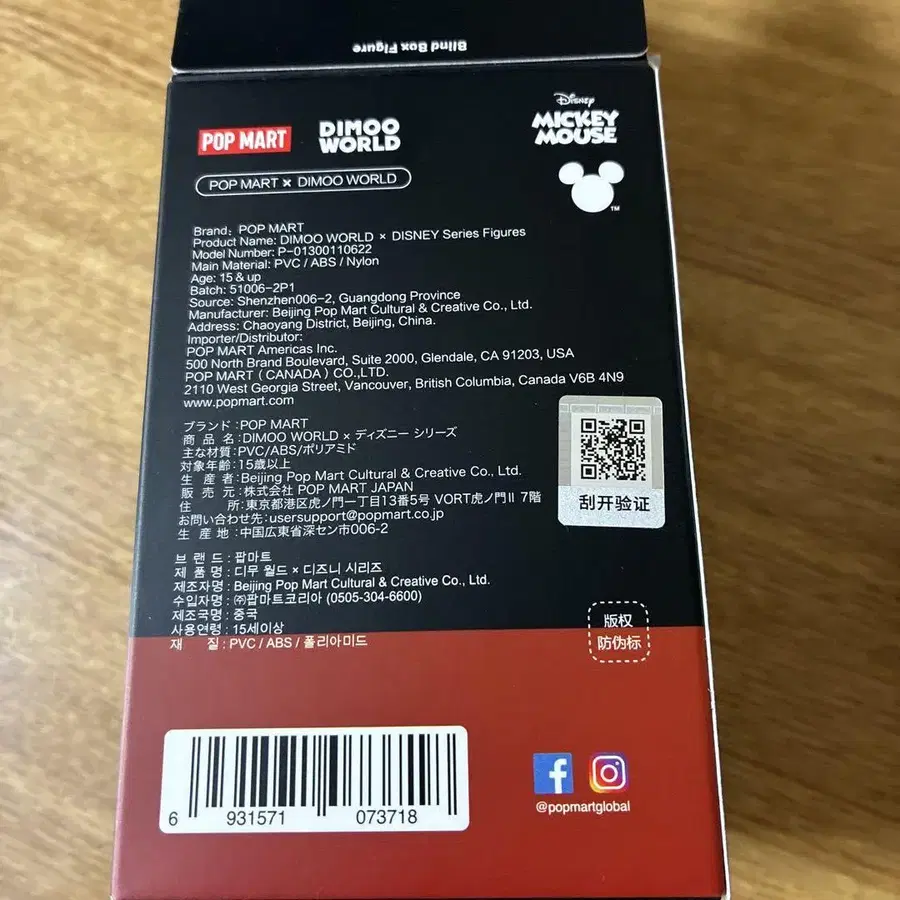 Blind Box Figure
POP MART
DIMOO
WORLD
Disney
MICKEY
MOUSE
TM
POP MART × DIMOO WORLD
Brand: POP MART
Product Name: DIMOO WORLD × DISNEY Series Figures
Model Number: P-01300110622
Main Material: PVC / ABS / Nylon
Age: 15 & up
Batch: 51006-2P1
Source: Shenzhen006-2, Guangdong Province
Manufacturer: Beijing Pop Mart Cultural & Creative Co., Ltd.
Address: Chaoyang District, Beijing, China.
Importer/Distributor:
POP MART Americas Inc.
500 North Brand Boulevard, Suite 2000, Glendale, CA 91203, USA
POP MART ( CANADA ) CO.,LTD.
2110 West Georgia Street, Vancouver, British Columbia, Canada V6B 4N9
www.popmart.com
ブランド:POP MART
商 品 名:DIMOO WORLD × ディズニー シリーズ
主な材質:PVC/ABS/ポリアミド
対象年齢:15歳以上
生 産 者:Beijing Pop Mart Cultural & Creative Co., Ltd.
販 売 元:株式会社 POP MART JAPAN
住 所:東京都港区虎ノ門一丁目13番5号 VORT虎ノ門II 7階
お問い合わせ先:usersupport@popmart.co.jp
生 産 地:中国広東省深セン市006-2
刮开验证
브 랜 드 : 팝마트
제 품 명 : 디무 월드 × 디즈니 시리즈
제조자명 : Beijing Pop Mart Cultural & Creative Co., Ltd.
수입자명 : ㈜팝마트코리아 (0505-304-6600)
제조국명 : 중국
사용연령 : 15세이상
재 질 : PVC / ABS / 폴리아미드
版权
防伪标
6 931571 073718
@popmartglobal